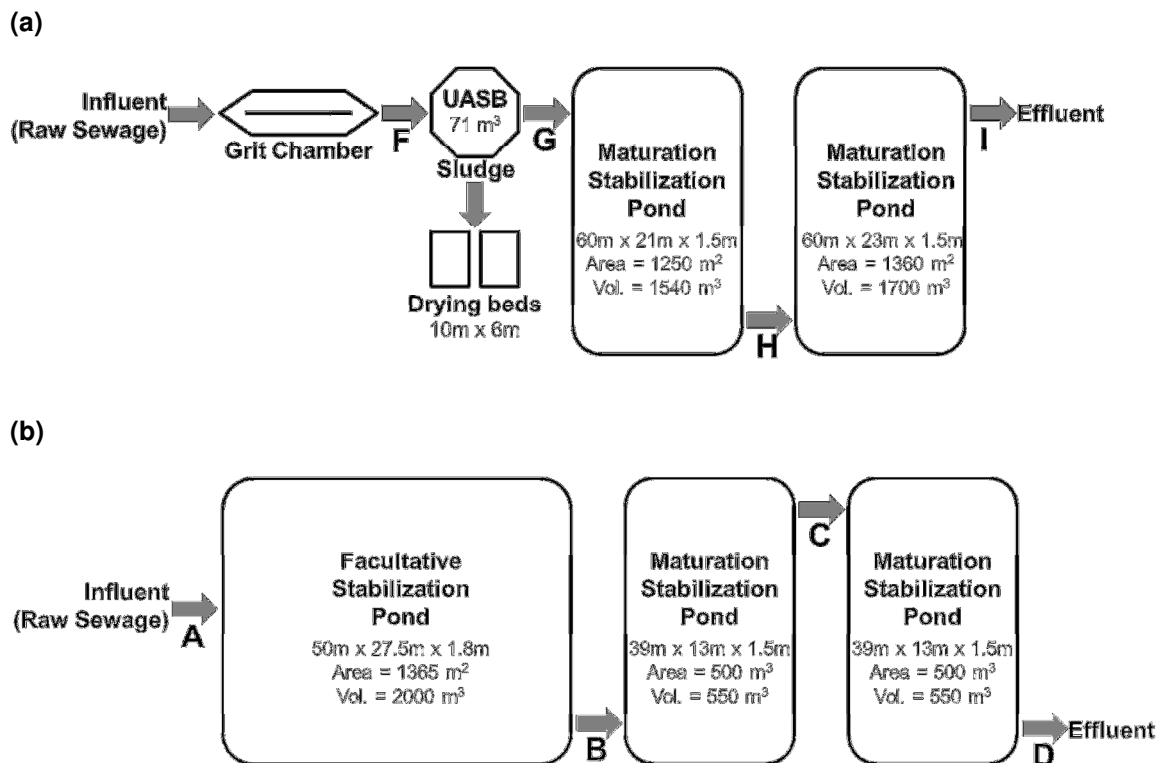 (a)
Influent
(Raw Sewage)
Grit Chamber
F
UASB
71 m³
Sludge
Drying beds
10m x 6m
G
Maturation
Stabilization
Pond
60m x 21m x 1.5m
Area = 1250 m²
Vol. = 1540 m³
H
Maturation
Stabilization
Pond
60m x 23m x 1.5m
Area = 1360 m²
Vol. = 1700 m³
I
Effluent
(b)
Influent
(Raw Sewage)
A
Facultative
Stabilization
Pond
50m x 27.5m x 1.8m
Area = 1365 m²
Vol. = 2000 m³
B
Maturation
Stabilization
Pond
39m x 13m x 1.5m
Area = 500 m³
Vol. = 550 m³
C
Maturation
Stabilization
Pond
39m x 13m x 1.5m
Area = 500 m³
Vol. = 550 m³
D
Effluent